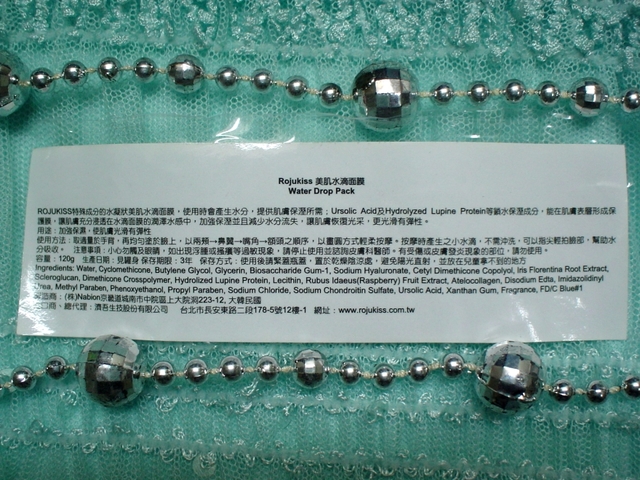 Rojukiss 美肌水滴面膜
Water Drop Pack
ROJUKISS特殊成分的水凝狀美肌水滴面膜，使用時會產生水分，提供肌膚保溼所需；Ursolic Acid及Hydrolyzed Lupine Protein等鎖水保溼成分，能在肌膚表層形成保
護膜，讓肌膚充分浸透在水滴面膜的潤澤水感中，加強保溼並且減少水分流失，讓肌膚恢復光采，更光滑有彈性。
用途：加強保濕，使肌膚光滑有彈性
使用方法：取適量於手背，再均勻塗於臉上，以兩頰→鼻翼→嘴角→額頭之順序，以畫圓方式輕柔按摩。按摩時產生之小水滴，不需沖洗，可以指尖輕拍臉部，幫助水
分吸收。 注意事項：小心勿觸及眼睛，如出現浮腫或搔癢等過敏現象，請停止使用並諮詢皮膚科醫師。有受傷或皮膚發炎現象的部位，請勿使用。
容量：120g 生產日期：見罐身 保存期限：3年 保存方式：使用後請緊蓋瓶蓋，置於乾燥陰涼處，避免陽光直射，並放在兒童拿不到的地方
Ingredients: Water, Cyclomethicone, Butylene Glycol, Glycerin, Biosaccharide Gum-1, Sodium Hyaluronate, Cetyl Dimethicone Copolyol, Iris Florentina Root Extract,
Scleroglucan, Dimethicone Crosspolymer, Hydrolized Lupine Protein, Lecithin, Rubus Idaeus(Raspberry) Fruit Extract, Ateiocollagen, Disodium Edta, Imidazolidinyl
Urea, Methyl Paraben, Phenoxyethanol, Propyl Paraben, Sodium Chloride, Sodium Chondroitin Sulfate, Ursolic Acid, Xanthan Gum, Fragrance, FD/C Blue#1
製造商：(株)Nabion京畿道城南市中院區上大院洞223-12, 大韓民國
總代理：濆吾生技股份有限公司 台北市長安東路二段178-5號12樓-1 網址：www.rojukiss.com.tw